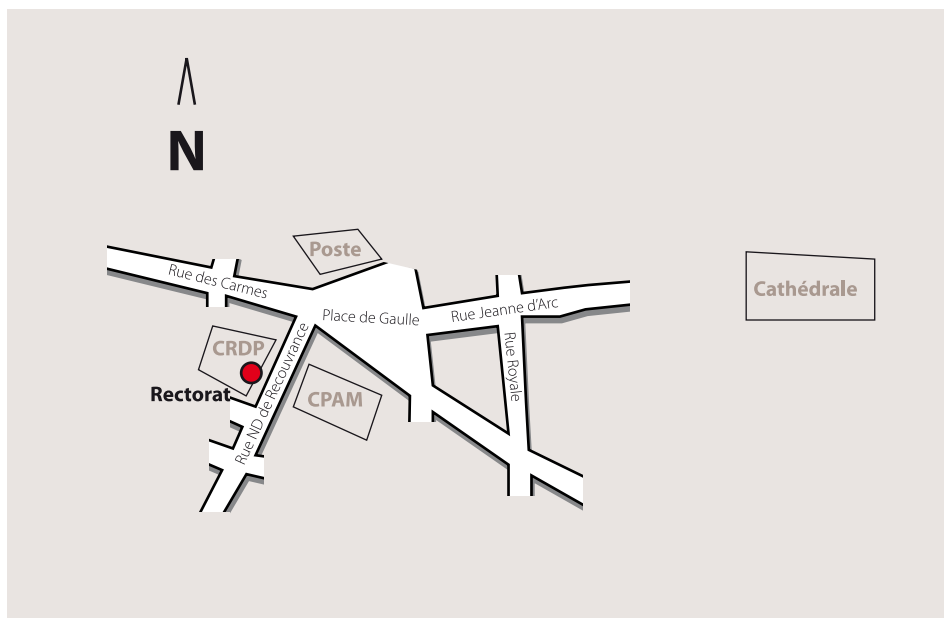 N
Poste
Rue des Carmes
Cathédrale
Place de Gaulle
Rue Jeanne d'Arc
CRDP
Rue ND de Recouvrance
Rue Royale
Rectorat
CPAM